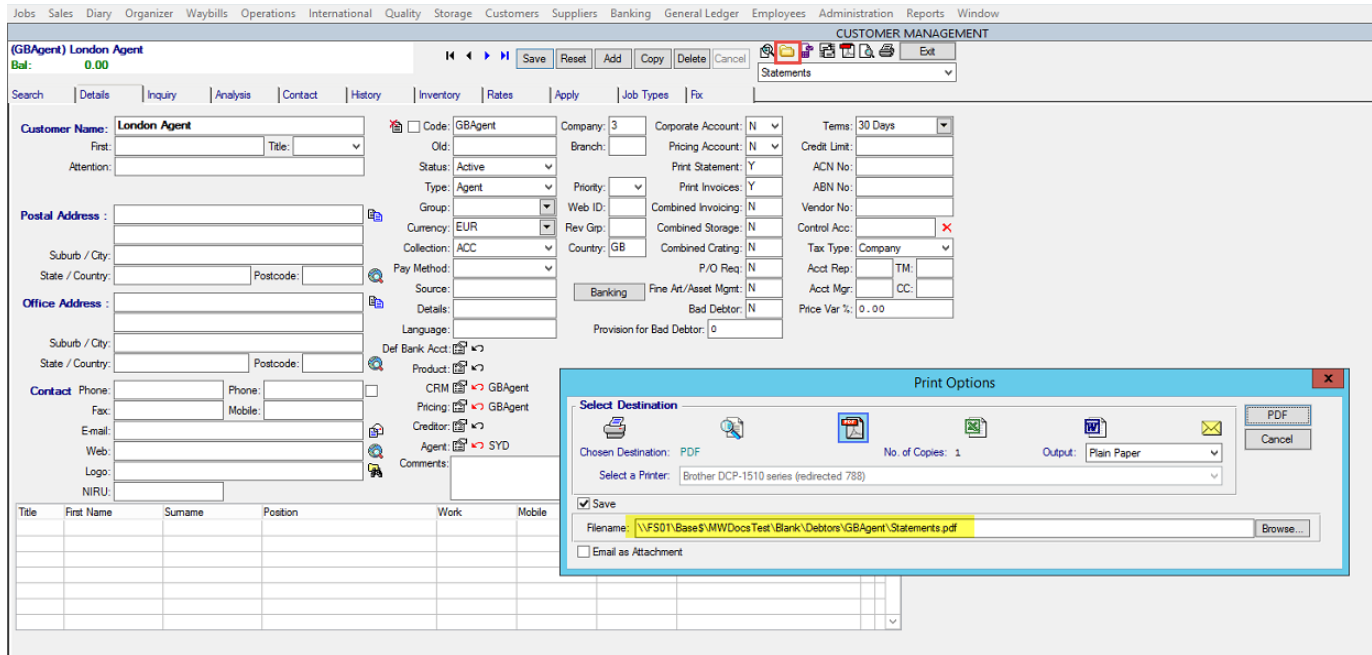 Jobs Sales Diary Organizer Waybills Operations International Quality Storage Customers Suppliers Banking General Ledger Employees Administration Reports Window
CUSTOMER MANAGEMENT
(GBAgent) London Agent
Bal: 0.00
Save Reset Add Copy Delete Cancel Exit
Statements
Search Details Inquiry Analysis Contact History Inventory Rates Apply Job Types Fix
Customer Name: London Agent Code: GBAgent Company: 3 Corporate Account: N Terms: 30 Days
First: Title: Old: Branch: Pricing Account: N Credit Limit:
Attention: Status: Active Print Statement: Y ACN No:
Type: Agent Priority: Print Invoices: Y ABN No:
Postal Address : Group: Web ID: Combined Invoicing: N Vendor No:
Currency: EUR Rev Grp: Combined Storage: N Control Acc:
Suburb / City: Collection: ACC Country: GB Combined Crating: N Tax Type: Company
State / Country: Postcode: Pay Method: P/O Req: N Acct Rep: TM:
Source: Banking Fine Art/Asset Mgmt: N Acct Mgr: CC:
Office Address : Details: Bad Debtor: N Price Var %: 0.00
Language: Provision for Bad Debtor: 0
Suburb / City: Def Bank Acct:
State / Country: Postcode: Product:
Contact Phone: Phone: CRM GBAgent
Fax: Mobile: Pricing: GBAgent
E-mail: Creditor:
Web: Agent: SYD
Logo: Comments:
NIRU:
Title First Name Surname Position Work Mobile
Print Options
x
Select Destination
PDF
Cancel
Chosen Destination: PDF No. of Copies: 1 Output: Plain Paper
Select a Printer: Brother DCP-1510 series (redirected 788)
Save
Filename: \\FS01\Base$\MWDocsTest\Blank\Debtors\GBAgent\Statements.pdf Browse...
Email as Attachment